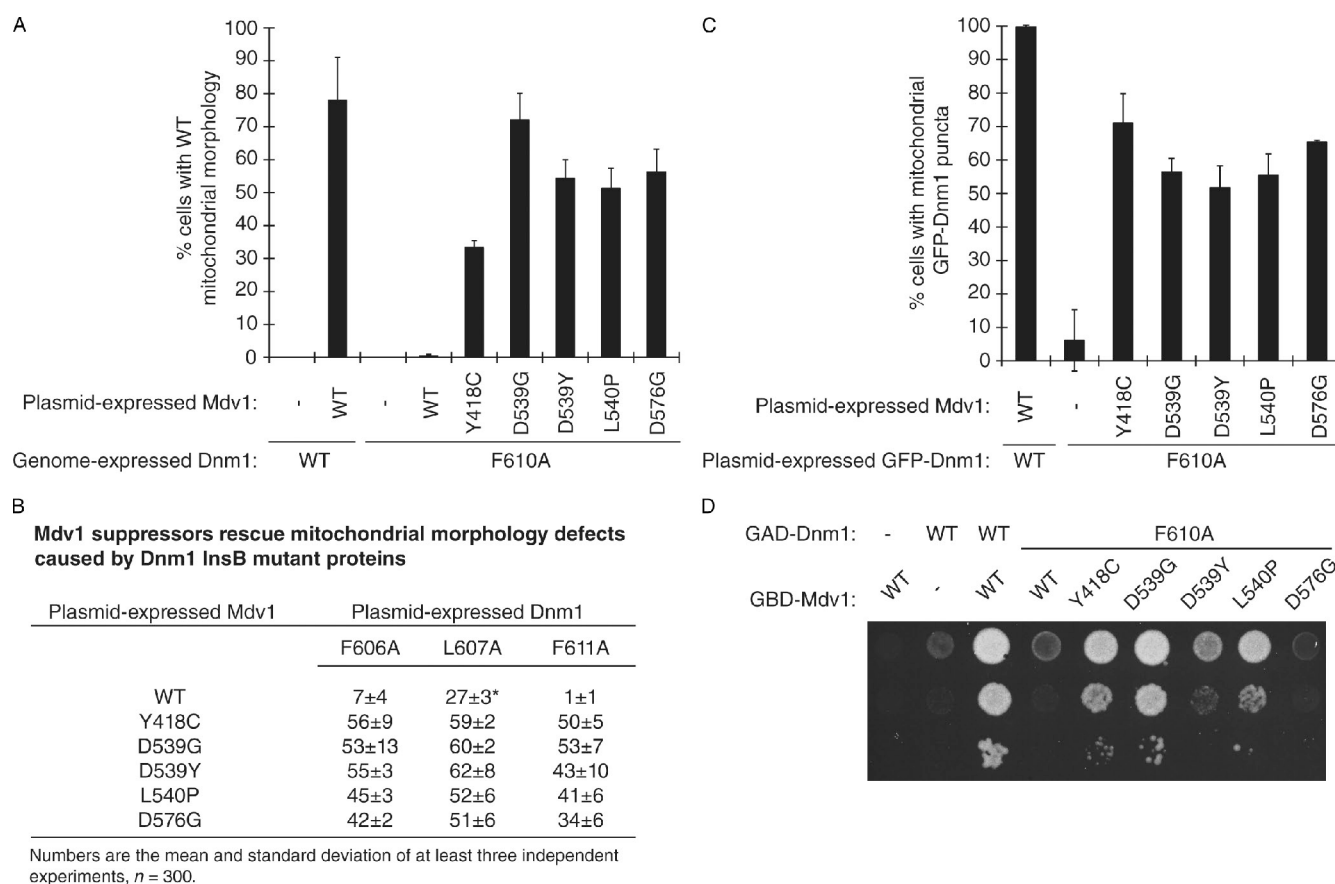 A
100
90
80
70
60
50
40
30
20
10
0
% cells with WT
mitochondrial morphology
Plasmid-expressed Mdv1:
-
WT
-
WT
Y418C
D539G
D539Y
L540P
D576G
Genome-expressed Dnm1:
WT
F610A
C
100
90
80
70
60
50
40
30
20
10
0
% cells with mitochondrial
GFP-Dnm1 puncta
Plasmid-expressed Mdv1:
WT
-
Y418C
D539G
D539Y
L540P
D576G
Plasmid-expressed GFP-Dnm1:
WT
F610A
B
Mdv1 suppressors rescue mitochondrial morphology defects
caused by Dnm1 InsB mutant proteins
Plasmid-expressed Mdv1 Plasmid-expressed Dnm1
F606A L607A F611A
WT 7±4 27±3* 1±1
Y418C 56±9 59±2 50±5
D539G 53±13 60±2 53±7
D539Y 55±3 62±8 43±10
L540P 45±3 52±6 41±6
D576G 42±2 51±6 34±6
Numbers are the mean and standard deviation of at least three independent
experiments, n = 300.
D
GAD-Dnm1: - WT WT F610A
GBD-Mdv1: WT - WT WT Y418C D539G D539Y L540P D576G